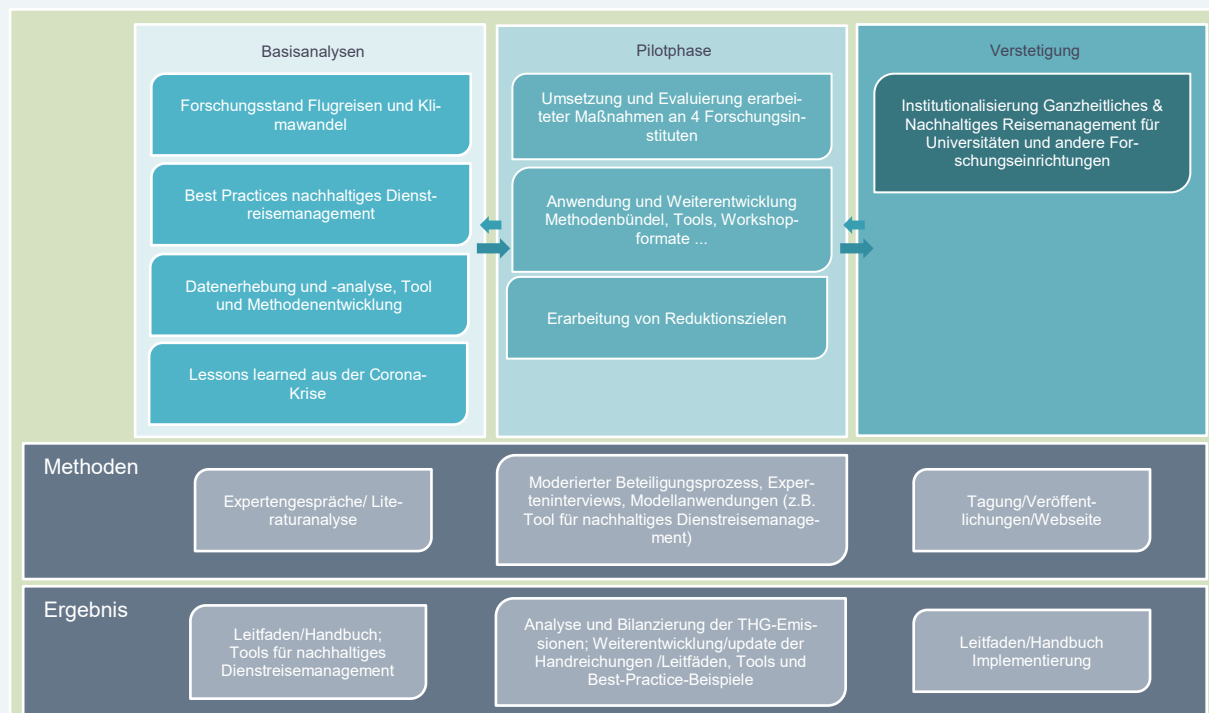 Basisanalysen
Forschungsstand Flugreisen und Kli-
mawandel
Best Practices nachhaltiges Dienst-
reisemanagement
Datenerhebung und -analyse, Tool
und Methodenentwicklung
Lessons learned aus der Corona-
Krise
Pilotphase
Umsetzung und Evaluierung erarbei-
teter Maßnahmen an 4 Forschungsin-
stituten
Anwendung und Weiterentwicklung
Methodenbündel, Tools, Workshop-
formate ...
Erarbeitung von Reduktionszielen
Verstetigung
Institutionalisierung Ganzheitliches &
Nachhaltiges Reisemanagement für
Universitäten und andere For-
schungseinrichtungen
Methoden
Expertengespräche/ Lite-
raturanalyse
Moderierter Beteiligungsprozess, Exper-
teninterviews, Modellanwendungen (z.B.
Tool für nachhaltiges Dienstreisemanage-
ment)
Tagung/Veröffent-
lichungen/Webseite
Ergebnis
Leitfaden/Handbuch;
Tools für nachhaltiges
Dienstreisemanagement
Analyse und Bilanzierung der THG-Emis-
sionen; Weiterentwicklung/update der
Handreichungen /Leitfäden, Tools und
Best-Practice-Beispiele
Leitfaden/Handbuch
Implementierung